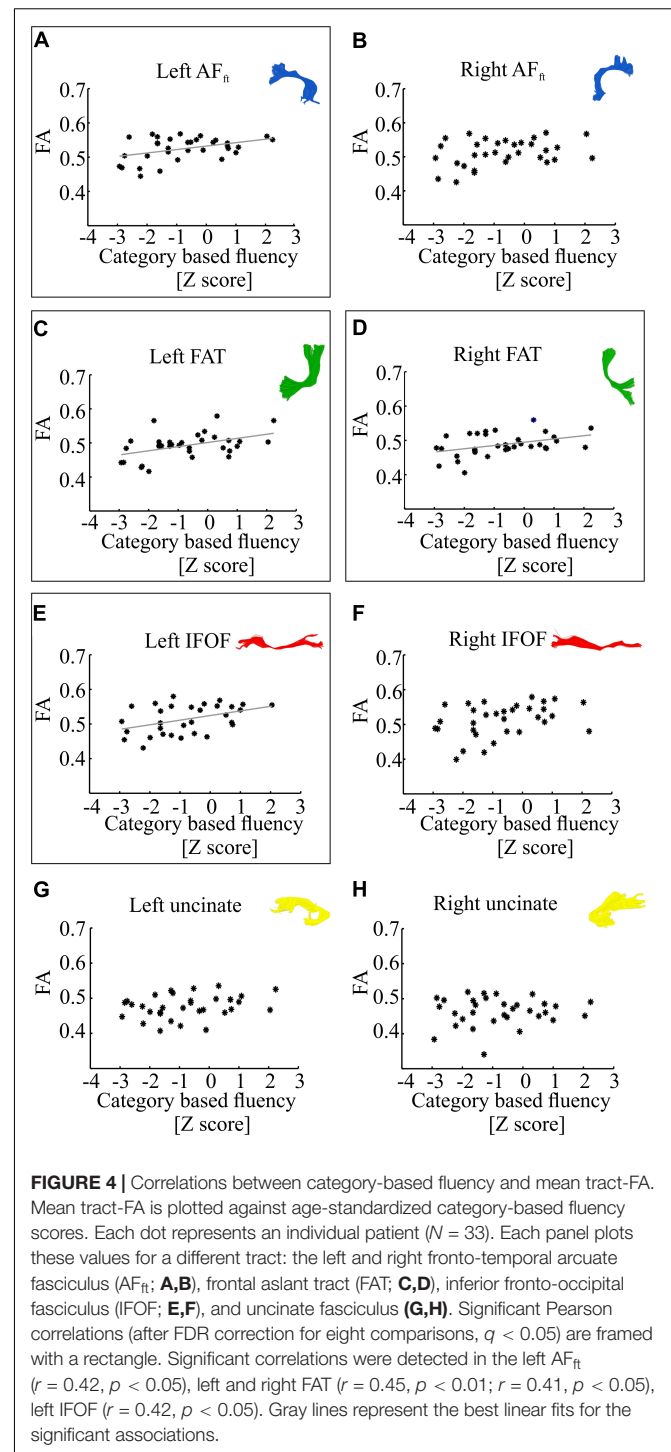 A
Left AF_ft
FA
0.7
0.6
0.5
0.4
-4 -3 -2 -1 0 1 2 3
Category based fluency
[Z score]
B
Right AF_ft
FA
0.7
0.6
0.5
0.4
-4 -3 -2 -1 0 1 2 3
Category based fluency
[Z score]
C
Left FAT
FA
0.7
0.6
0.5
0.4
-4 -3 -2 -1 0 1 2 3
Category based fluency
[Z score]
D
Right FAT
FA
0.7
0.6
0.5
0.4
-4 -3 -2 -1 0 1 2 3
Category based fluency
[Z score]
E
Left IFOF
FA
0.7
0.6
0.5
0.4
-4 -3 -2 -1 0 1 2 3
Category based fluency
[Z score]
F
Right IFOF
FA
0.7
0.6
0.5
0.4
-4 -3 -2 -1 0 1 2 3
Category based fluency
[Z score]
G
Left uncinate
FA
0.7
0.6
0.5
0.4
-4 -3 -2 -1 0 1 2 3
Category based fluency
[Z score]
H
Right uncinate
FA
0.7
0.6
0.5
0.4
-4 -3 -2 -1 0 1 2 3
Category based fluency
[Z score]
FIGURE 4 | Correlations between category-based fluency and mean tract-FA.
Mean tract-FA is plotted against age-standardized category-based fluency
scores. Each dot represents an individual patient (N = 33). Each panel plots
these values for a different tract: the left and right fronto-temporal arcuate
fasciculus (AF_ft; A,B), frontal aslant tract (FAT; C,D), inferior fronto-occipital
fasciculus (IFOF; E,F), and uncinate fasciculus (G,H). Significant Pearson
correlations (after FDR correction for eight comparisons, q < 0.05) are framed
with a rectangle. Significant correlations were detected in the left AF_ft
(r = 0.42, p < 0.05), left and right FAT (r = 0.45, p < 0.01; r = 0.41, p < 0.05),
left IFOF (r = 0.42, p < 0.05). Gray lines represent the best linear fits for the
significant associations.